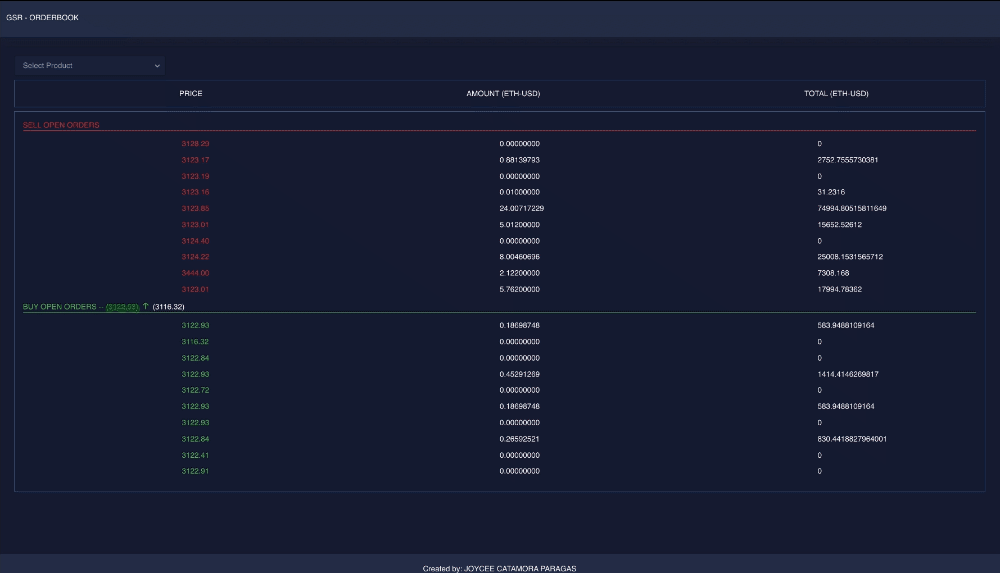 GSR - ORDERBOOK
Select Product
PRICE AMOUNT (ETH-USD) TOTAL (ETH-USD)
SELL OPEN ORDERS
3128.29 0.00000000 0
3123.17 0.88139793 2752.7555730381
3123.19 0.00000000 0
3123.16 0.01000000 31.2316
3123.85 24.00717229 74994.80515811649
3123.01 5.01200000 15652.52612
3124.40 0.00000000 0
3124.22 8.00460696 25008.1531565712
3444.00 2.12200000 7308.168
3123.01 5.76200000 17994.78362
BUY OPEN ORDERS -- ↑ (3116.32)
3122.93 0.18698748 583.9488109164
3116.32 0.00000000 0
3122.84 0.00000000 0
3122.93 0.45291269 1414.4146269817
3122.72 0.00000000 0
3122.93 0.18698748 583.9488109164
3122.93 0.00000000 0
3122.84 0.26592521 830.4418827964001
3122.41 0.00000000 0
3122.91 0.00000000 0
Created by: JOYCEE CATAMORA PARAGAS